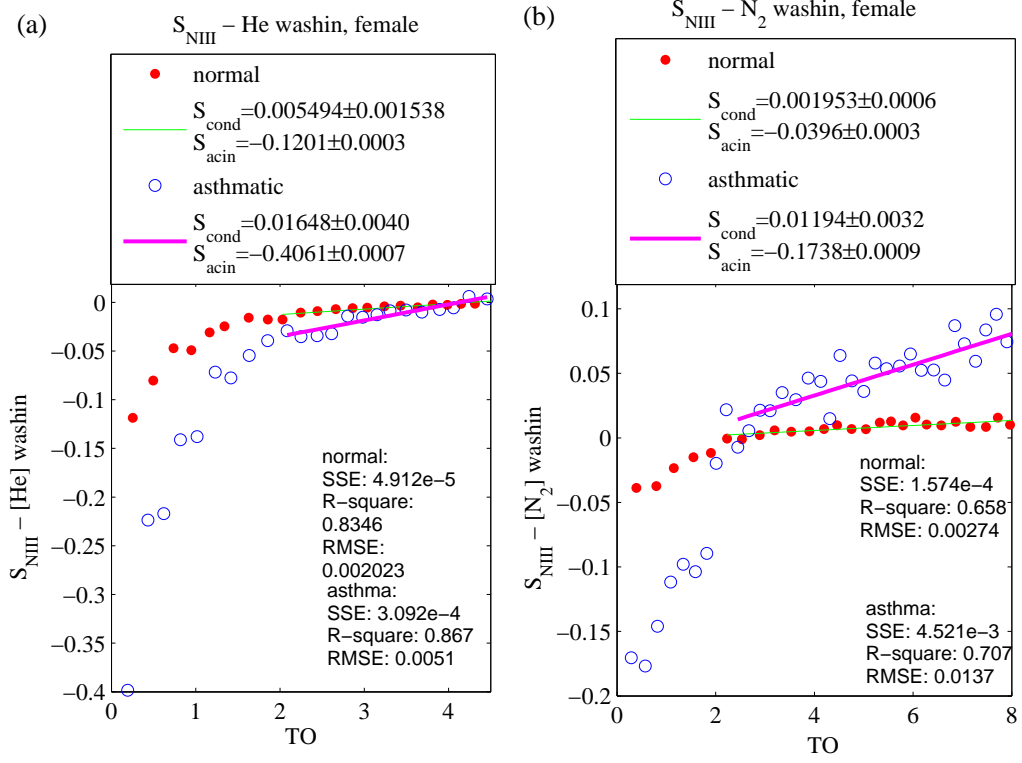 (a)
S_NIII − He washin, female
normal
S_cond=0.005494±0.001538
S_acin=−0.1201±0.0003
asthmatic
S_cond=0.01648±0.0040
S_acin=−0.4061±0.0007
S_NIII − [He] washin
0
−0.05
−0.1
−0.15
−0.2
−0.25
−0.3
−0.35
−0.4
normal:
SSE: 4.912e−5
R−square:
0.8346
RMSE:
0.002023
asthma:
SSE: 3.092e−4
R−square: 0.867
RMSE: 0.0051
0 1 2 3 4
TO
(b)
S_NIII − N_2 washin, female
normal
S_cond=0.001953±0.0006
S_acin=−0.0396±0.0003
asthmatic
S_cond=0.01194±0.0032
S_acin=−0.1738±0.0009
S_NIII − [N_2] washin
0.1
0.05
0
−0.05
−0.1
−0.15
−0.2
normal:
SSE: 1.574e−4
R−square: 0.658
RMSE: 0.00274
asthma:
SSE: 4.521e−3
R−square: 0.707
RMSE: 0.0137
0 2 4 6 8
TO